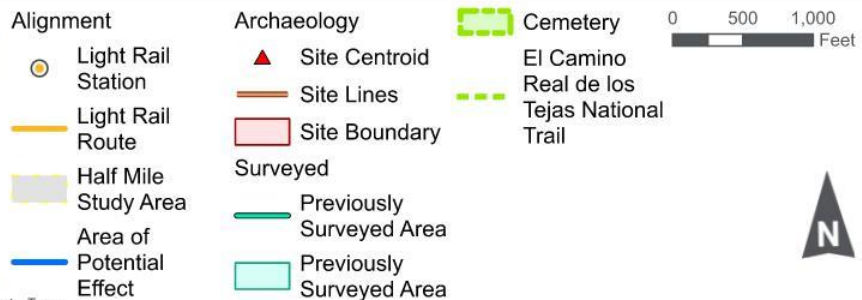 Alignment
Light Rail
Station
Light Rail
Route
Half Mile
Study Area
Area of
Potential
Effect
Archaeology
Site Centroid
Site Lines
Site Boundary
Surveyed
Previously
Surveyed Area
Previously
Surveyed Area
Cemetery
El Camino
Real de los
Tejas National
Trail
0 500 1,000
Feet
N